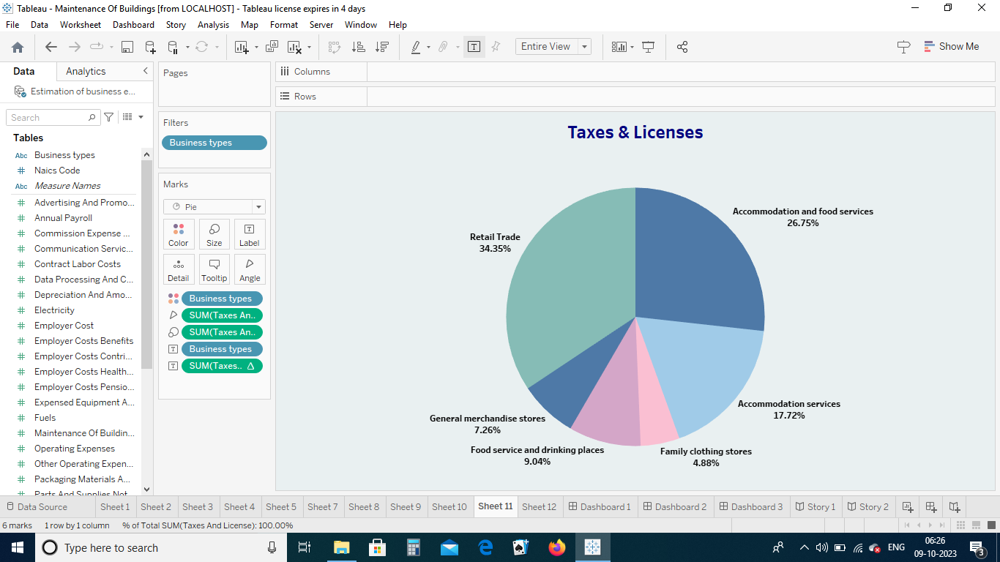 Tableau - Maintenance Of Buildings [from LOCALHOST] - Tableau license expires in 4 days
File Data Worksheet Dashboard Story Analysis Map Format Server Window Help
Entire View
Show Me
Data Analytics
Estimation of business e...
Search
Tables
Abc Business types
# Naics Code
Abc Measure Names
# Advertising And Promo...
# Annual Payroll
# Commission Expense ...
# Communication Servic...
# Contract Labor Costs
# Data Processing And C...
# Depreciation And Amo...
# Electricity
# Employer Cost
# Employer Costs Benefits
# Employer Costs Contri...
# Employer Costs Health...
# Employer Costs Pensio...
# Expensed Equipment A...
# Fuels
# Maintenance Of Buildin...
# Operating Expenses
# Other Operating Expen...
# Packaging Materials A...
# Parts And Supplies Not
Pages
Filters
Business types
Marks
Pie
Color Size Label
Detail Tooltip Angle
Business types
SUM(Taxes An..
SUM(Taxes An..
Business types
SUM(Taxes..
Columns
Rows
Taxes & Licenses
Accommodation and food services
26.75%
Retail Trade
34.35%
Accommodation services
17.72%
General merchandise stores
7.26%
Food service and drinking places
9.04%
Family clothing stores
4.88%
Data Source Sheet 1 Sheet 2 Sheet 3 Sheet 4 Sheet 5 Sheet 7 Sheet 8 Sheet 9 Sheet 10 Sheet 11 Sheet 12 Dashboard 1 Dashboard 2 Dashboard 3 Story 1 Story 2
6 marks 1 row by 1 column % of Total SUM(Taxes And License): 100.00%
Type here to search
ENG
06:26
09-10-2023
3